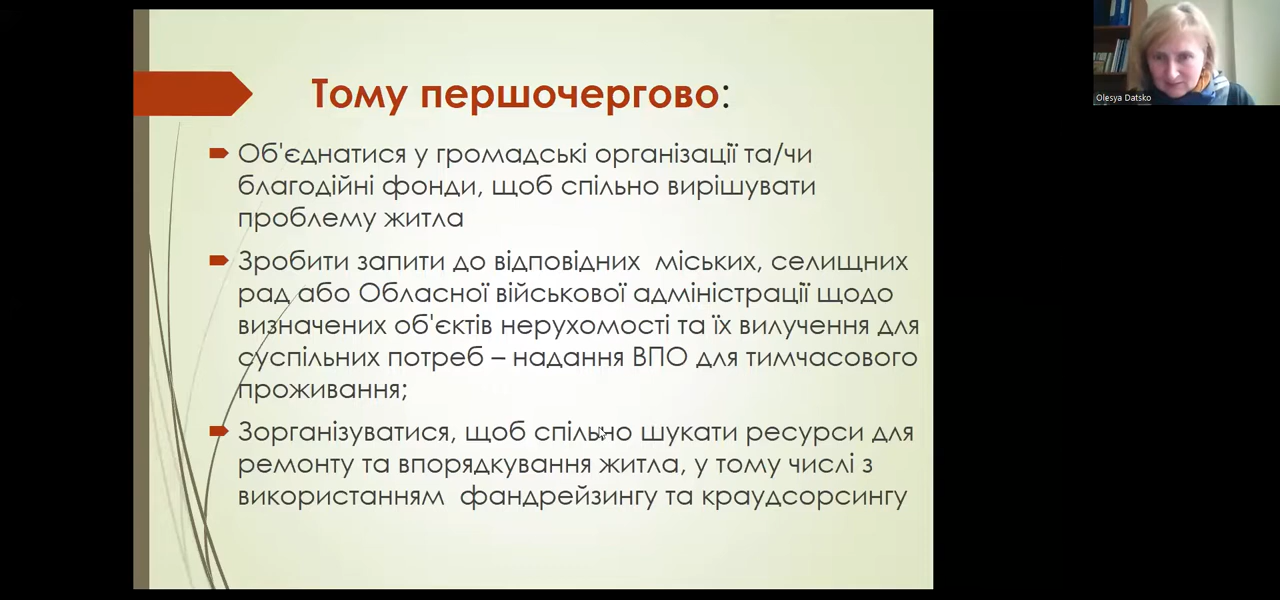 Тому першочергово:
Об'єднатися у громадські організації та/чи
благодійні фонди, щоб спільно вирішувати
проблему житла
Зробити запити до відповідних міських, селищних
рад або Обласної військової адміністрації щодо
визначених об'єктів нерухомості та їх вилучення для
суспільних потреб – надання ВПО для тимчасового
проживання;
Зорганізуватися, щоб спільно шукати ресурси для
ремонту та впорядкування житла, у тому числі з
використанням фандрейзингу та краудсорсингу
Olesya Datsko